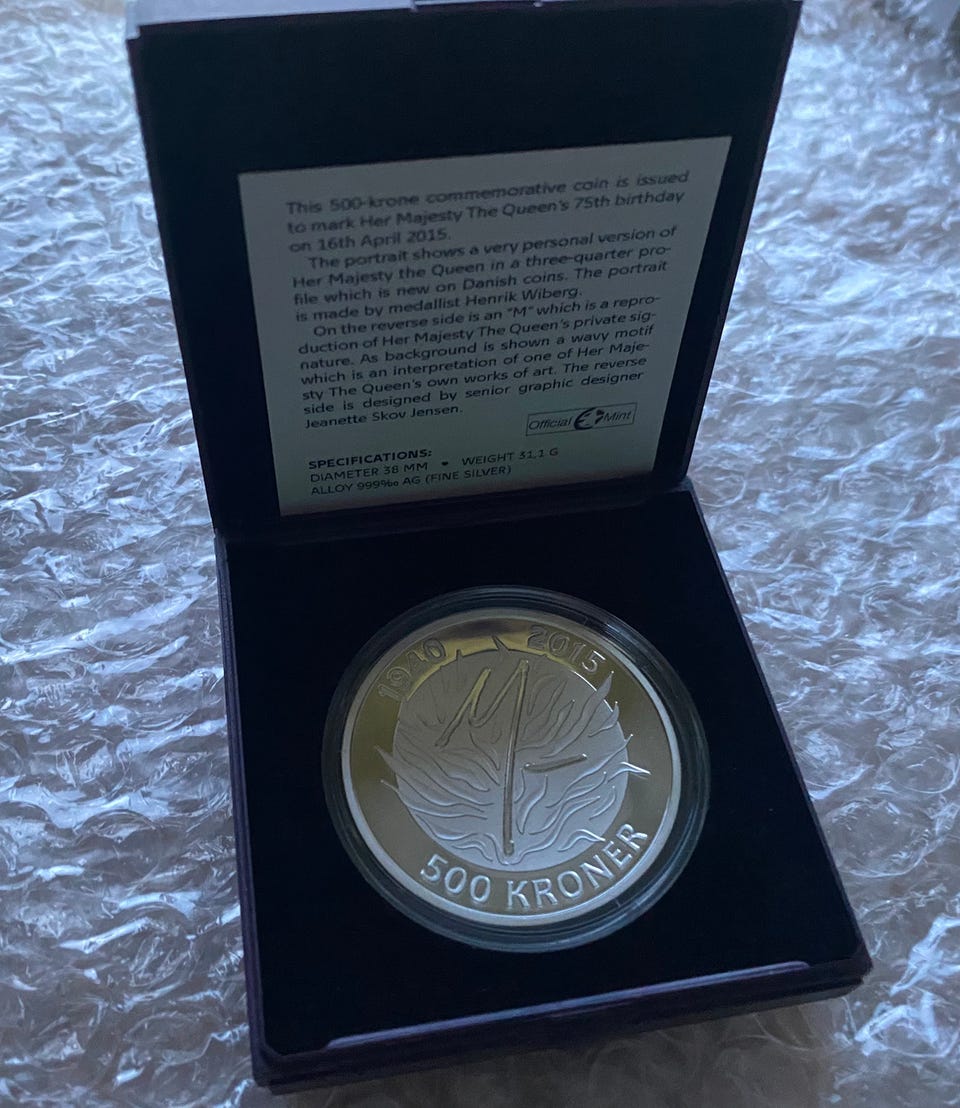 This 500-krone commemorative coin is issued
to mark Her Majesty The Queen's 75th birthday
on 16th April 2015.
The portrait shows a very personal version of
Her Majesty the Queen in a three-quarter pro-
file which is new on Danish coins. The portrait
is made by medallist Henrik Wiberg.
On the reverse side is an "M" which is a repro-
duction of Her Majesty The Queen's private sig-
nature. As background is shown a wavy motif
which is an interpretation of one of Her Maje-
sty The Queen's own works of art. The reverse
side is designed by senior graphic designer
Jeanette Skov Jensen.
Official Mint
SPECIFICATIONS:
DIAMETER 38 MM • WEIGHT 31,1 G
ALLOY 999‰ AG (FINE SILVER)
1940 2015
M
500 KRONER